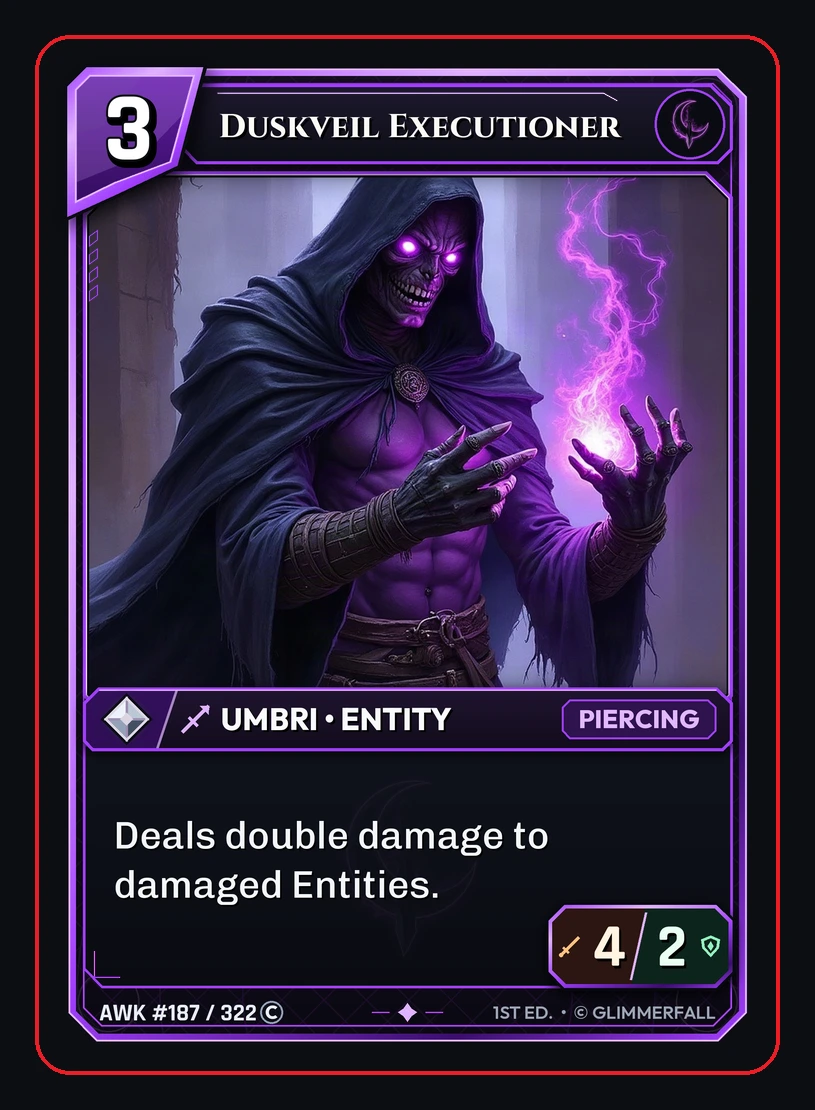 3
DUSKVEIL EXECUTIONER
UMBRI • ENTITY
PIERCING
Deals double damage to
damaged Entities.
4/2
AWK #187 / 322 Ⓒ
1ST ED. • © GLIMMERFALL